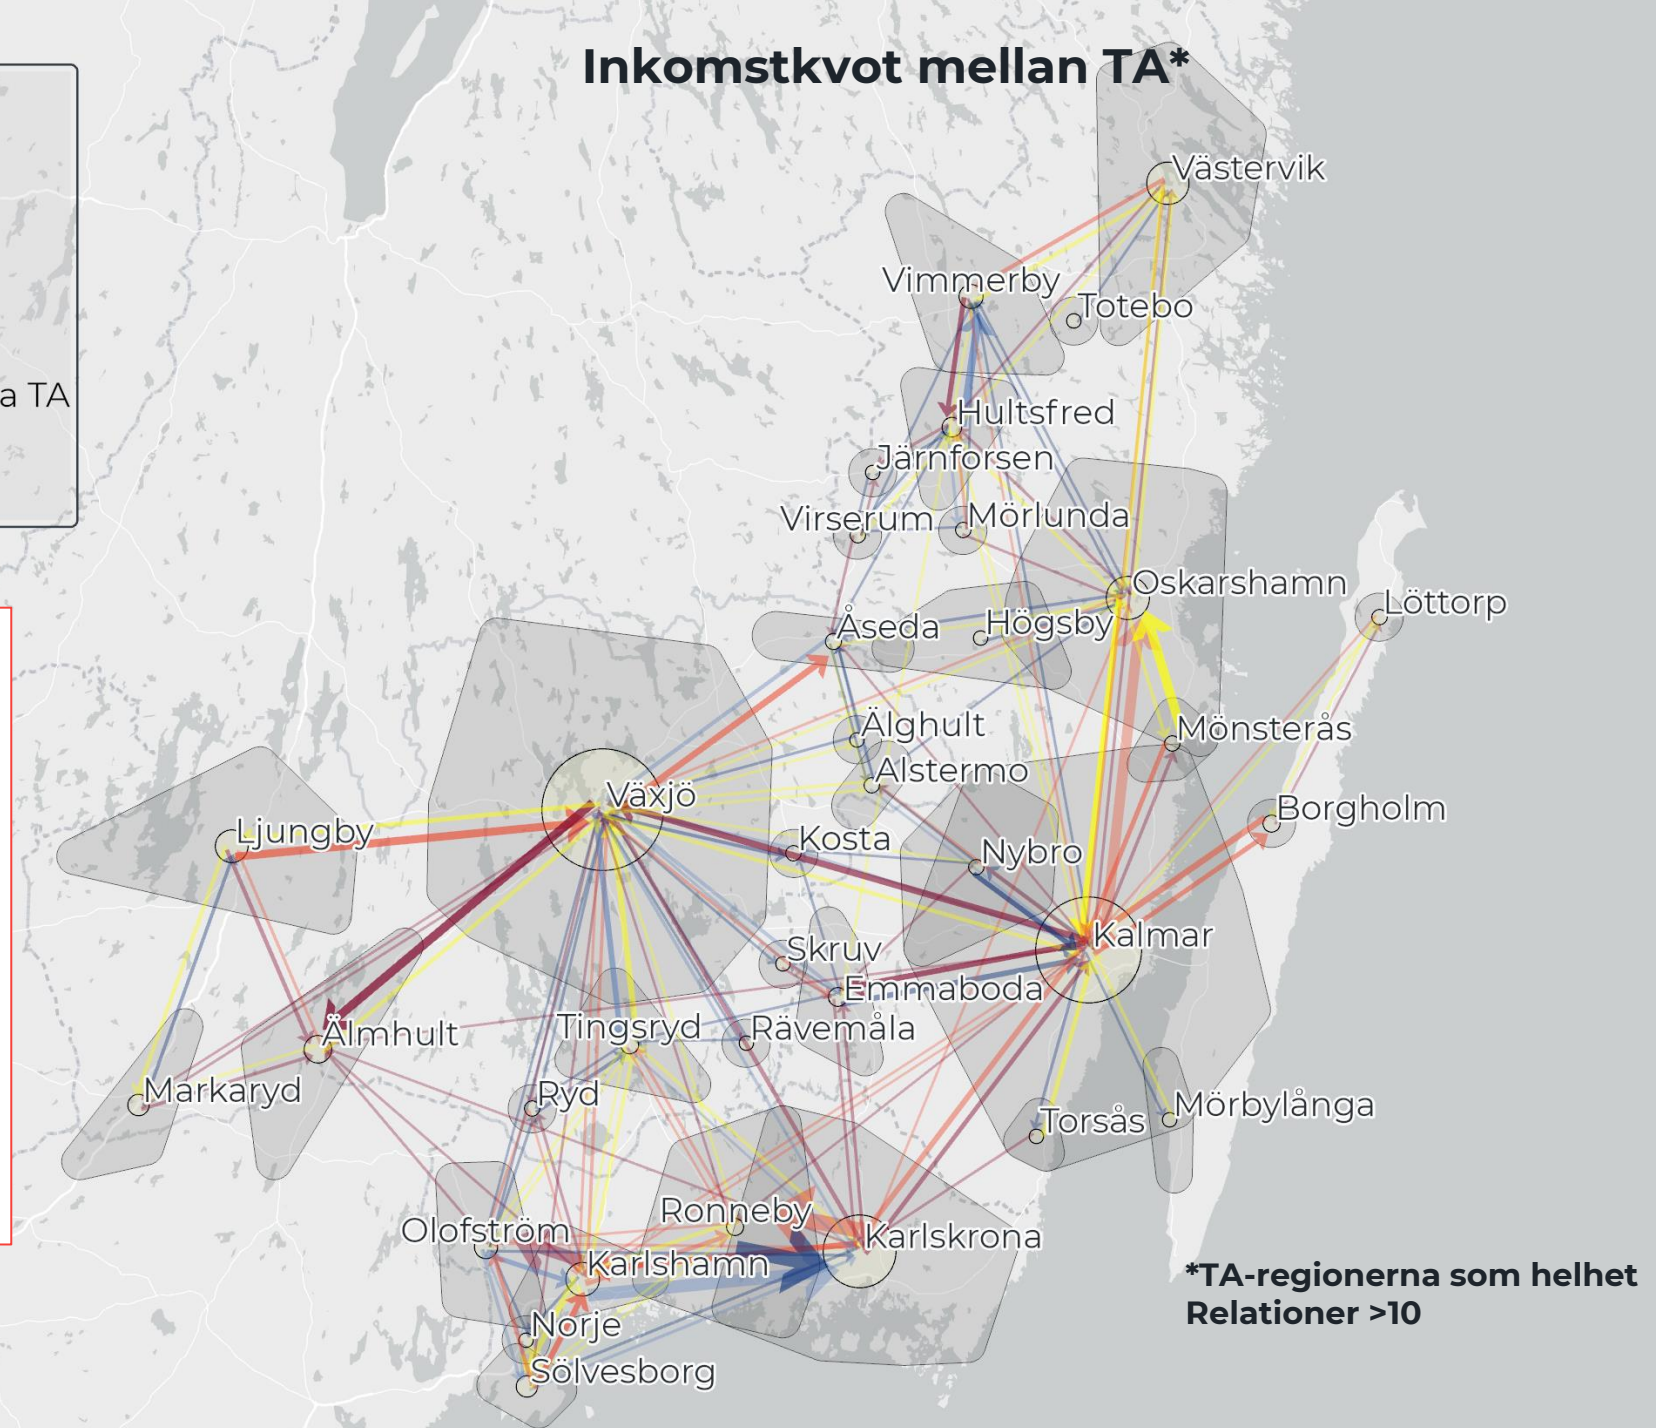 Inkomstkvot mellan TA*
Västervik
Vimmerby
Totebo
a TA
Hultsfred
Järnforsen
Virserum
Mörlunda
Oskarshamn
Löttorp
Åseda
Högsby
Älghult
Mönsterås
Alstermo
Växjö
Borgholm
Ljungby
Kosta
Nybro
Kalmar
Skruv
Emmaboda
Älmhult
Tingsryd
Rävemåla
Markaryd
Ryd
Torsås
Mörbylånga
Ronneby
Olofström
Karlskrona
Karlshamn
*TA-regionerna som helhet
Relationer >10
Norje
Sölvesborg